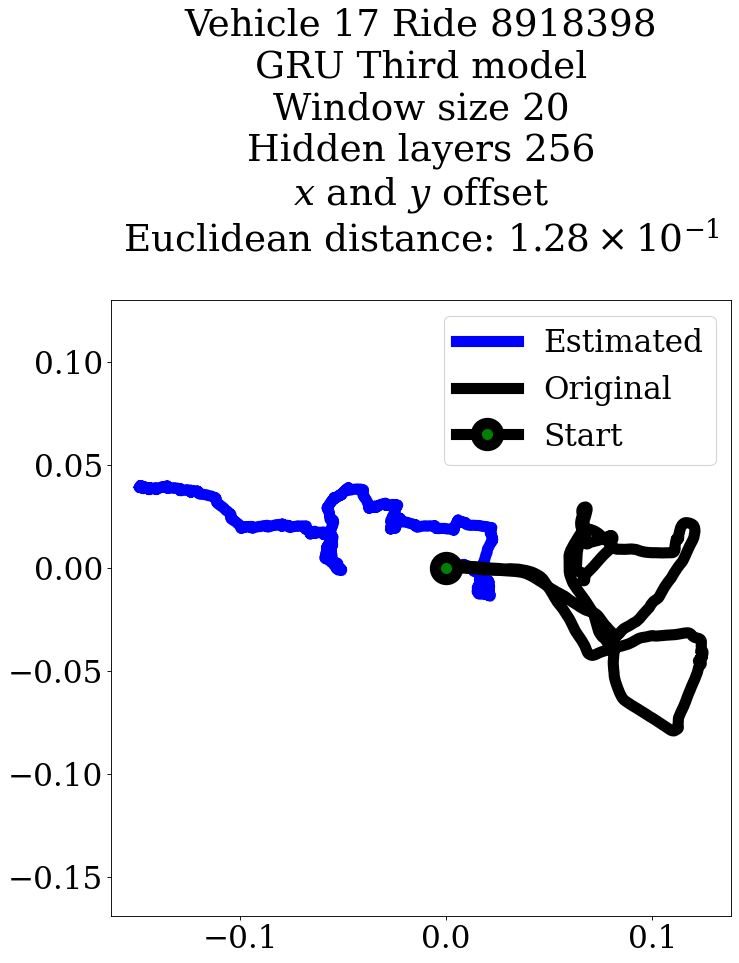 Vehicle 17 Ride 8918398
GRU Third model
Window size 20
Hidden layers 256
x and y offset
Euclidean distance: 1.28 × 10⁻¹
Estimated
Original
Start
0.10
0.05
0.00
−0.05
−0.10
−0.15
−0.1
0.0
0.1